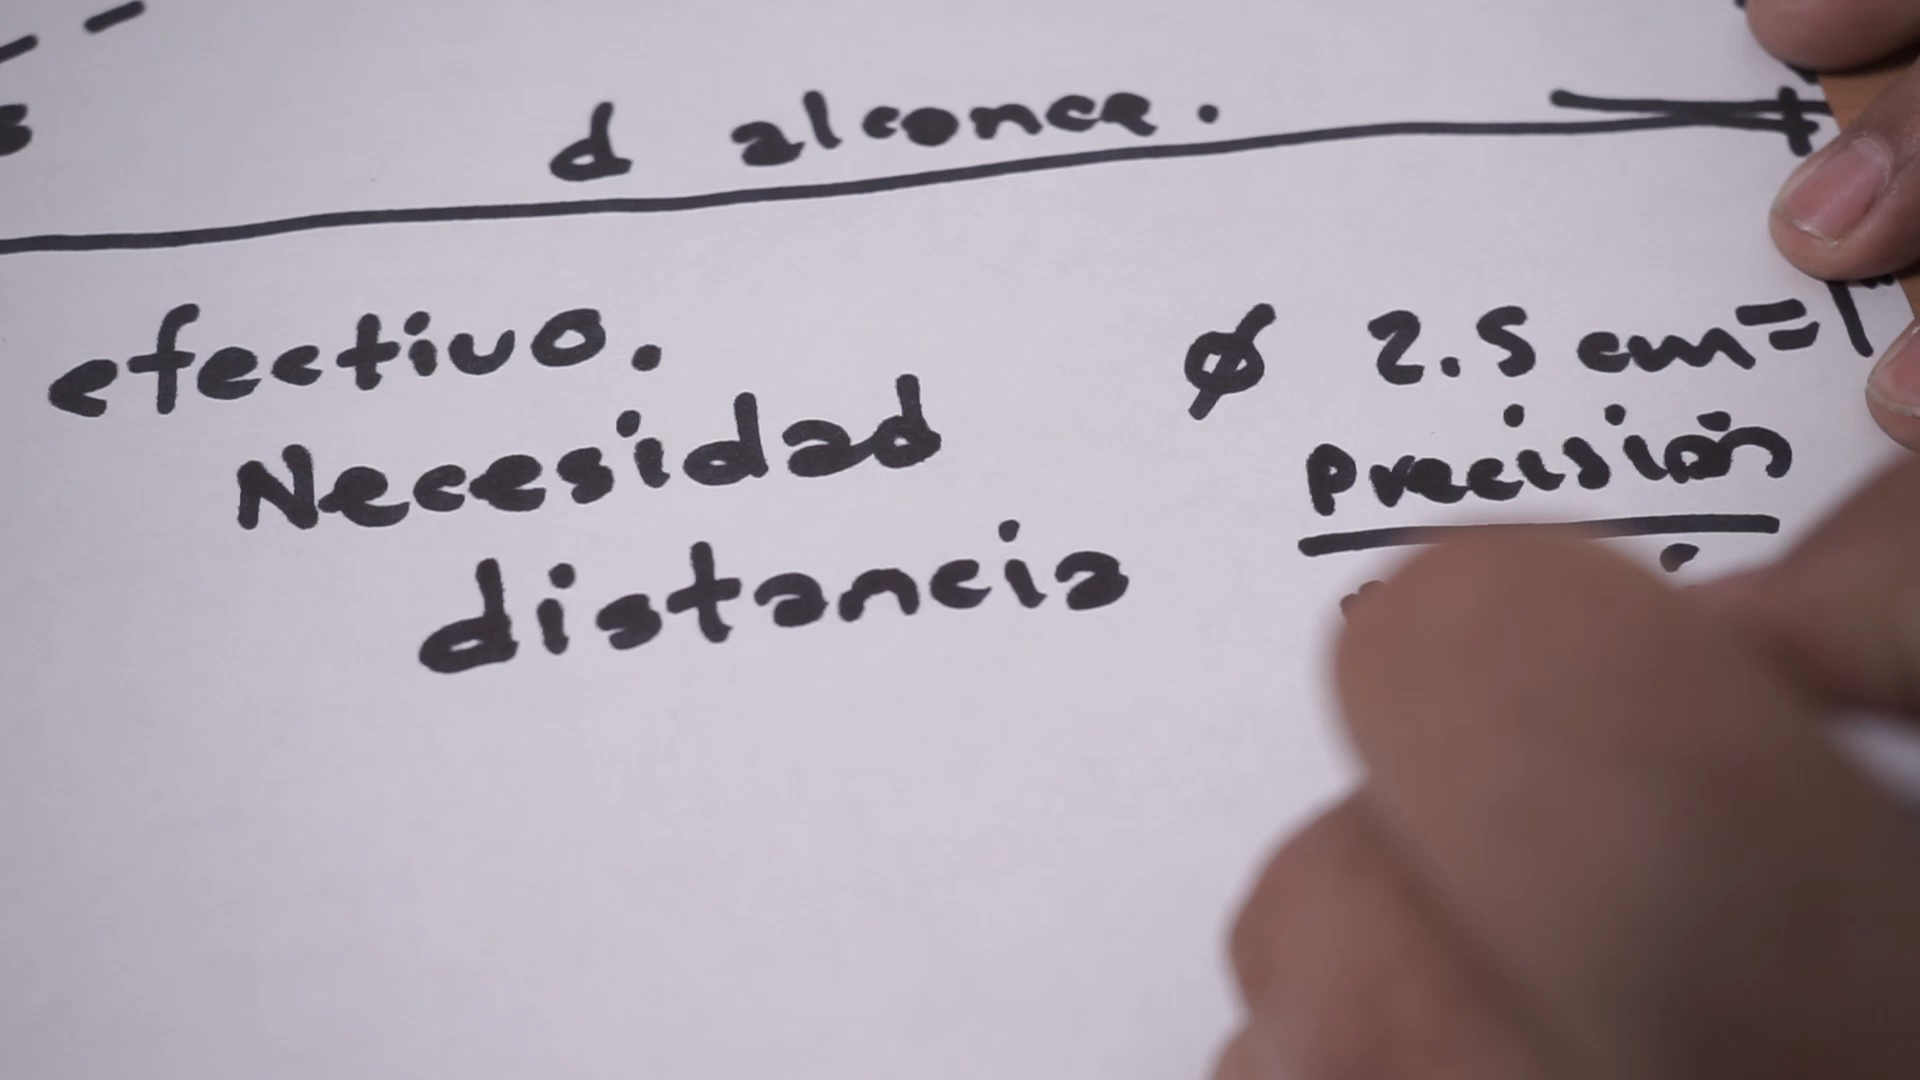 d alcance.
efectivo.
Necesidad
distancia
ø 2.5 cm =
Precisión